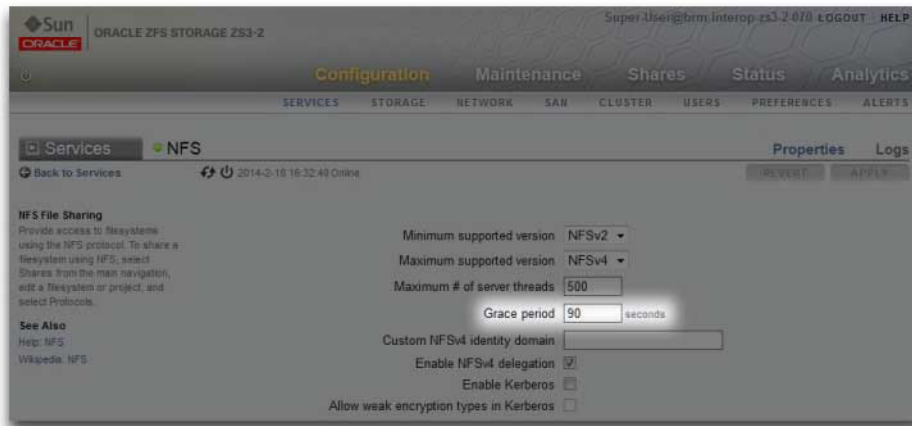 Sun
ORACLE
ORACLE ZFS STORAGE ZS3-2
Super-User@brm-interop-zs3-2-070 LOGOUT HELP
Configuration Maintenance Shares Status Analytics
SERVICES STORAGE NETWORK SAN CLUSTER USERS PREFERENCES ALERTS
Services NFS Properties Logs
Back to Services 2014-2-18 Online REVERT APPLY
NFS File Sharing
Provide access to filesystems
using the NFS protocol. To share a
filesystem using NFS, select
Shares from the main navigation,
edit a filesystem or project, and
select Protocols.
See Also
Help: NFS
Wikipedia: NFS
Minimum supported version NFSv2
Maximum supported version NFSv4
Maximum # of server threads 500
Grace period 90 seconds
Custom NFSv4 identity domain
Enable NFSv4 delegation
Enable Kerberos
Allow weak encryption types in Kerberos